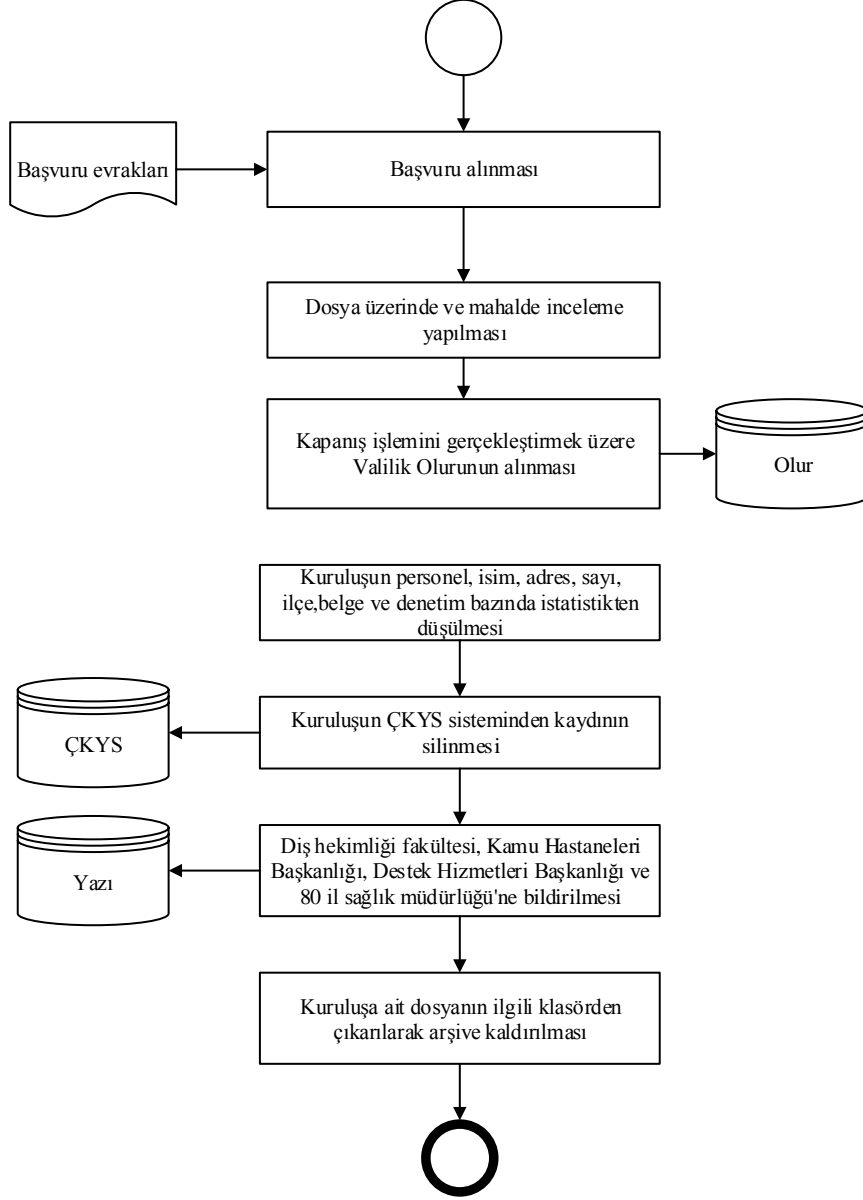 Başvuru evrakları
Başvuru alınması
Dosya üzerinde ve mahalde inceleme
yapılması
Kapanış işlemini gerçekleştirmek üzere
Valilik Olurunun alınması
Olur
Kuruluşun personel, isim, adres, sayı,
ilçe,belge ve denetim bazında istatistikten
düşülmesi
Kuruluşun ÇKYS sisteminden kaydının
silinmesi
ÇKYS
Diş hekimliği fakültesi, Kamu Hastaneleri
Başkanlığı, Destek Hizmetleri Başkanlığı ve
80 il sağlık müdürlüğü'ne bildirilmesi
Yazı
Kuruluşa ait dosyanın ilgili klasörden
çıkarılarak arşive kaldırılması